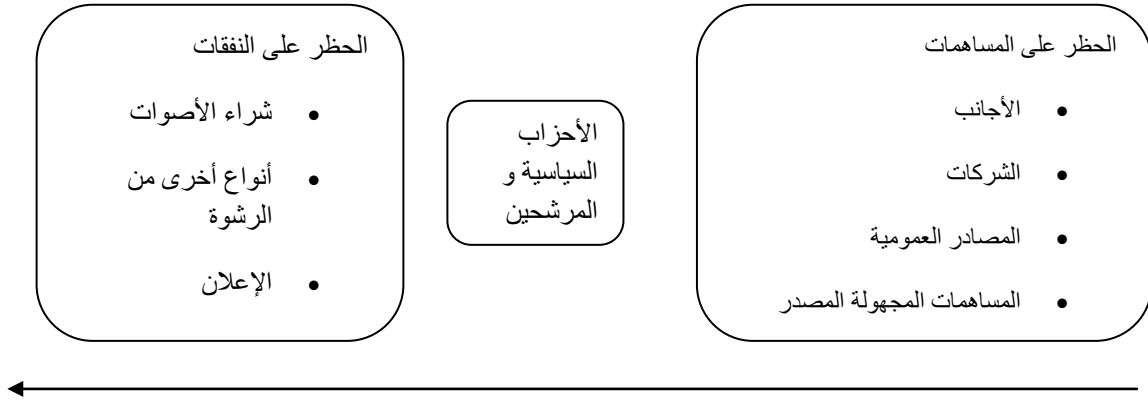 الحظر على المساهمات
• الأجانب
• الشركات
• المصادر العمومية
• المساهمات المجهولة المصدر
الأحزاب
السياسية و
المرشحين
الحظر على النفقات
• شراء الأصوات
• أنواع أخرى من
الرشوة
• الإعلان